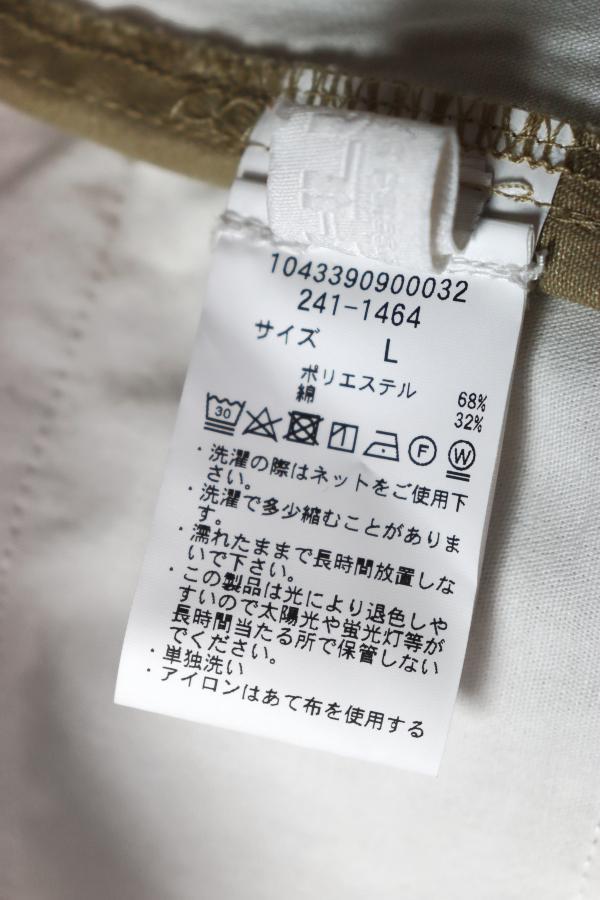 1043390900032
241-1464
サイズ L
ポリエステル 68%
綿 32%
30 F W
・洗濯の際はネットをご使用下
さい。
・洗濯で多少縮むことがありま
す。
・濡れたままで長時間放置しな
いで下さい。
・この製品は光により退色しや
すいので太陽光や蛍光灯等が
長時間当たる所で保管しない
でください。
・単独洗い
・アイロンはあて布を使用する